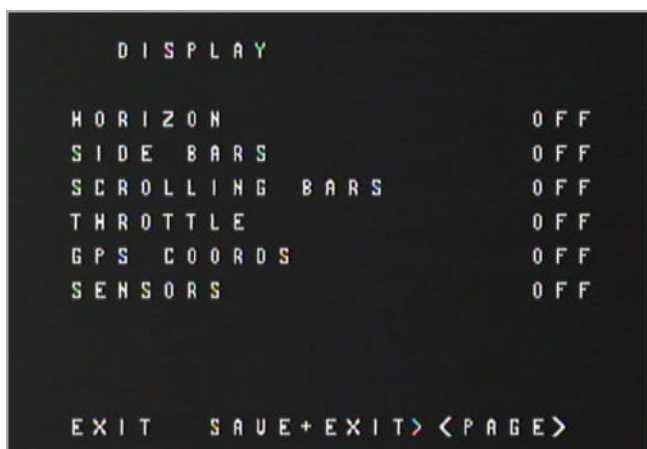 DISPLAY
HORIZON OFF
SIDE BARS OFF
SCROLLING BARS OFF
THROTTLE OFF
GPS COORDS OFF
SENSORS OFF
EXIT SAVE+EXIT> <PAGE>